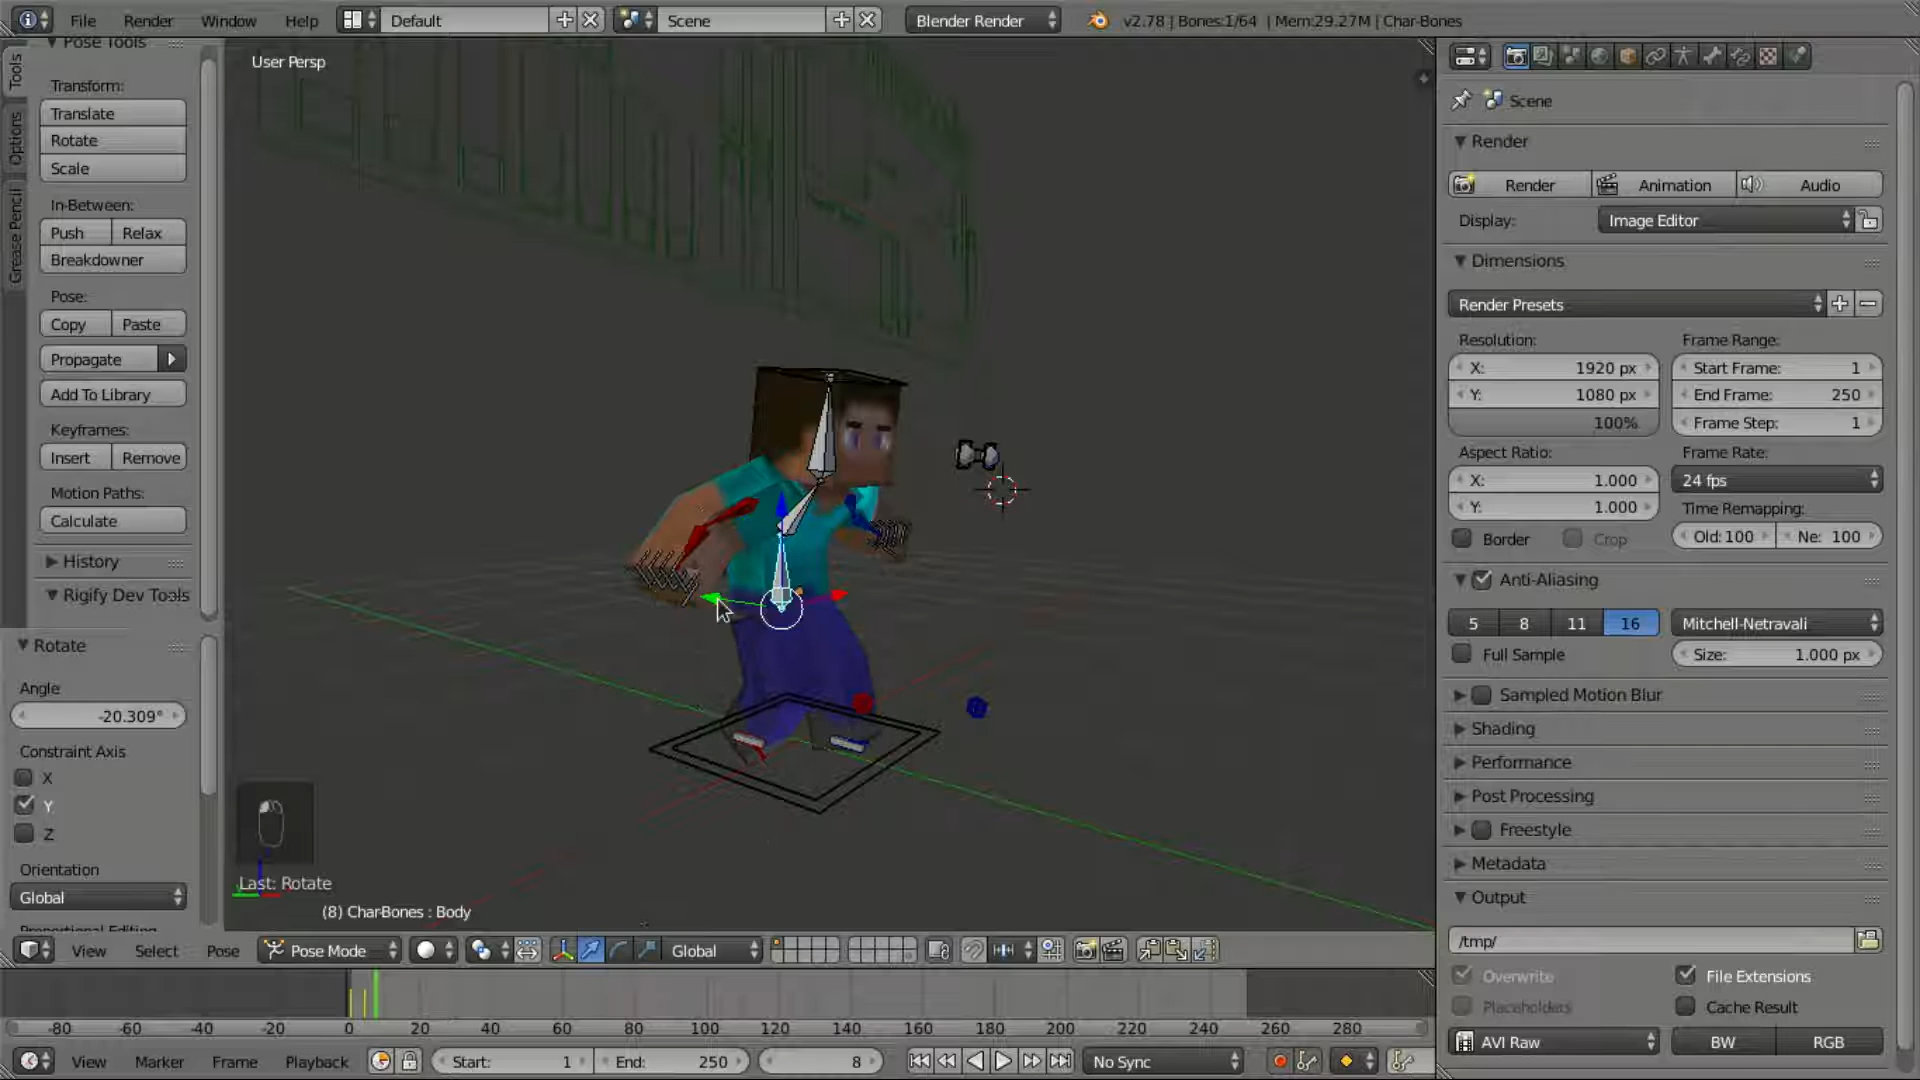 File Render Window Help Default Scene Blender Render v2.78 | Bones:1/64 | Mem:29.27M | Char-Bones
Pose Tools
Tools
Options
Grease Pencil
Transform:
Translate
Rotate
Scale
In-Between:
Push Relax
Breakdowner
Pose:
Copy Paste
Propagate
Add To Library
Keyframes:
Insert Remove
Motion Paths:
Calculate
History
Rigify Dev Tools
Rotate
Angle
-20.309°
Constraint Axis
X
Y
Z
Orientation
Global
Proportional Editing
User Persp
Last: Rotate
(8) Char-Bones : Body
View Select Pose Pose Mode Global
-80 -60 -40 -20 0 20 40 60 80 100 120 140 160 180 200 220 240 260 280
View Marker Frame Playback Start: 1 End: 250 8 No Sync
Scene
Render
Render Animation Audio
Display: Image Editor
Dimensions
Render Presets
Resolution: Frame Range:
X: 1920 px Start Frame: 1
Y: 1080 px End Frame: 250
100% Frame Step: 1
Aspect Ratio: Frame Rate:
X: 1.000 24 fps
Y: 1.000 Time Remapping:
Border Crop Old: 100 Ne: 100
Anti-Aliasing
5 8 11 16 Mitchell-Netravali
Full Sample Size: 1.000 px
Sampled Motion Blur
Shading
Performance
Post Processing
Freestyle
Metadata
Output
/tmp/
Overwrite File Extensions
Placeholders Cache Result
AVI Raw BW RGB